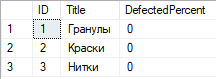 ID Title DefectedPercent
1 1 Гранулы 0
2 2 Краски 0
3 3 Нитки 0